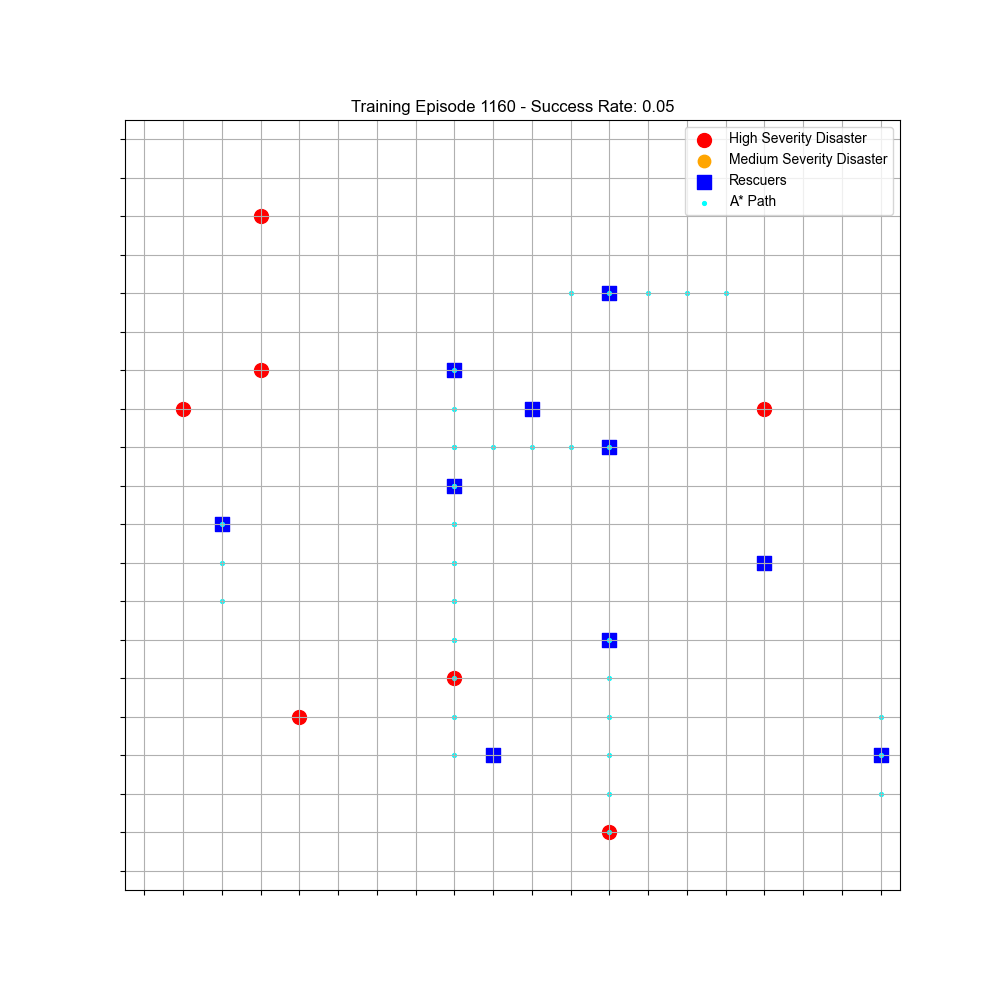 Training Episode 1160 - Success Rate: 0.05
High Severity Disaster
Medium Severity Disaster
Rescuers
A* Path